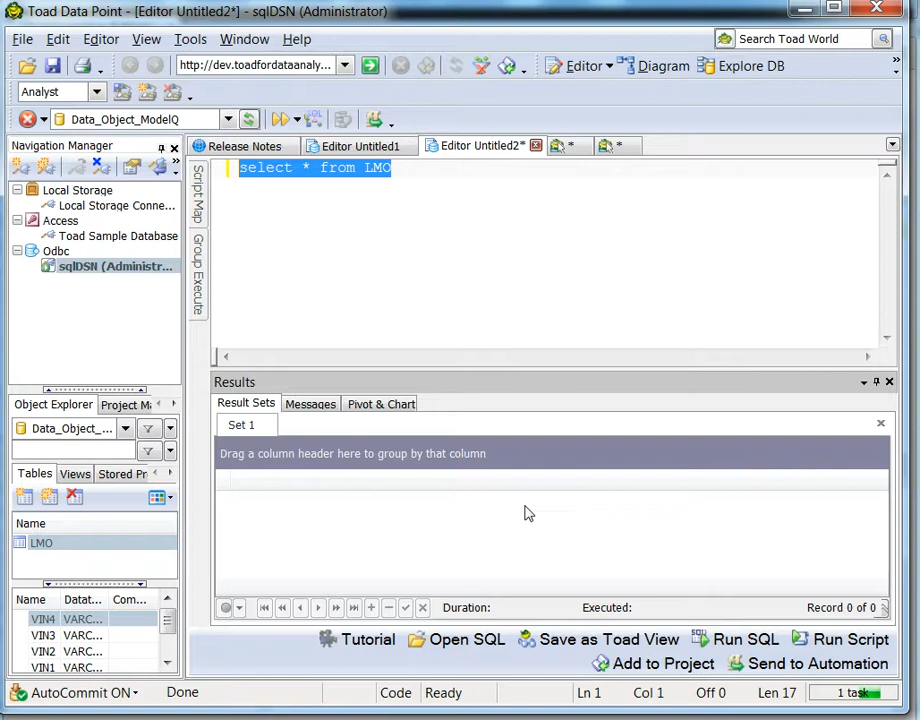 Toad Data Point - [Editor Untitled2*] - sqlDSN (Administrator)
File Edit Editor View Tools Window Help
Search Toad World
http://dev.toadfordataanaly...
Editor Diagram Explore DB
Analyst
Data_Object_ModelQ
Navigation Manager
Local Storage
Local Storage Conne...
Access
Toad Sample Database
Odbc
sqlDSN (Administr...
Release Notes Editor Untitled1 Editor Untitled2* * *
Script Map
Group Execute
select * from LMO
Object Explorer Project Ma
Data_Object_...
Tables Views Stored Pr
Name
LMO
Name Datat... Com...
VIN4 VARC...
VIN3 VARC...
VIN2 VARC...
VIN1 VARC...
Results
Result Sets Messages Pivot & Chart
Set 1
Drag a column header here to group by that column
Duration: Executed: Record 0 of 0
Tutorial Open SQL Save as Toad View Run SQL Run Script
Add to Project Send to Automation
AutoCommit ON Done Code Ready Ln 1 Col 1 Off 0 Len 17 1 task